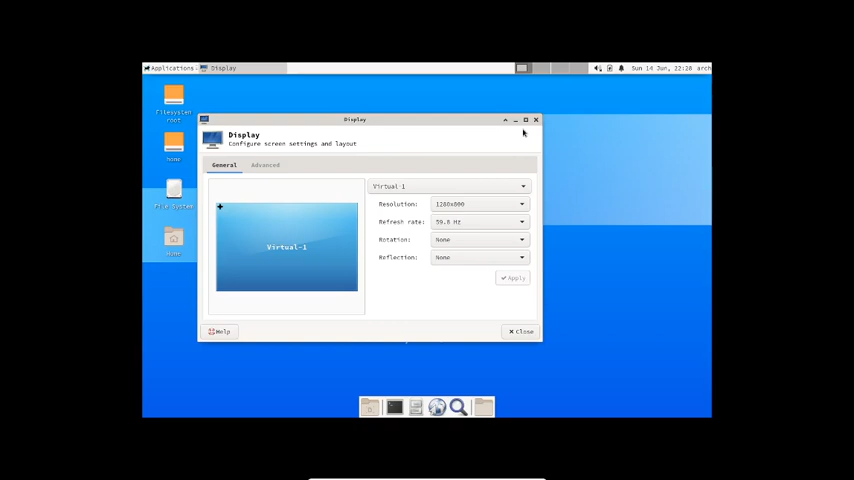 Applications
Display
Sun 14 Jun, 22:28
arch
Filesystem
root
home
File System
Home
Display
Display
Configure screen settings and layout
General
Advanced
Virtual-1
Virtual-1
Resolution:
1280x800
Refresh rate:
59.8 Hz
Rotation:
None
Reflection:
None
Apply
Help
Close